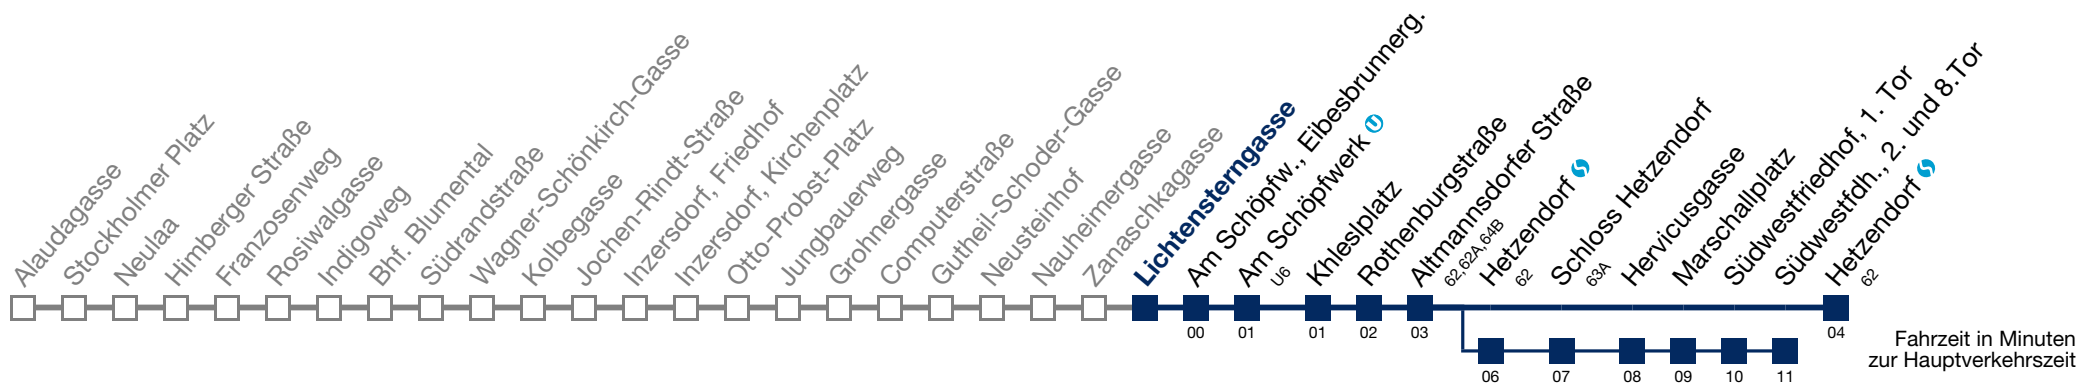 Alaudagasse
Stockholmer Platz
Neulaa
Himberger Straße
Franzosenweg
Rosiwalgasse
Indigoweg
Bhf. Blumental
Südrandstraße
Wagner-Schönkirch-Gasse
Kolbegasse
Jochen-Rindt-Straße
Inzersdorf, Friedhof
Inzersdorf, Kirchenplatz
Otto-Probst-Platz
Jungbauerweg
Grohnergasse
Computerstraße
Gutheil-Schoder-Gasse
Neusteinhof
Nauheimergasse
Zanaschkagasse
Lichtensterngasse
Am Schöpfw., Eibesbrunnerg.
Am Schöpfwerk
U6
Khleslplatz
Rothenburgstraße
Altmannsdorfer Straße
62,62A,64B
Hetzendorf
62
Schloss Hetzendorf
63A
Hervicusgasse
Marschallplatz
Südwestfriedhof, 1. Tor
Südwestfdh., 2. und 8.Tor
Hetzendorf
62
00
01
01
02
03
04
06
07
08
09
10
11
Fahrzeit in Minuten
zur Hauptverkehrszeit